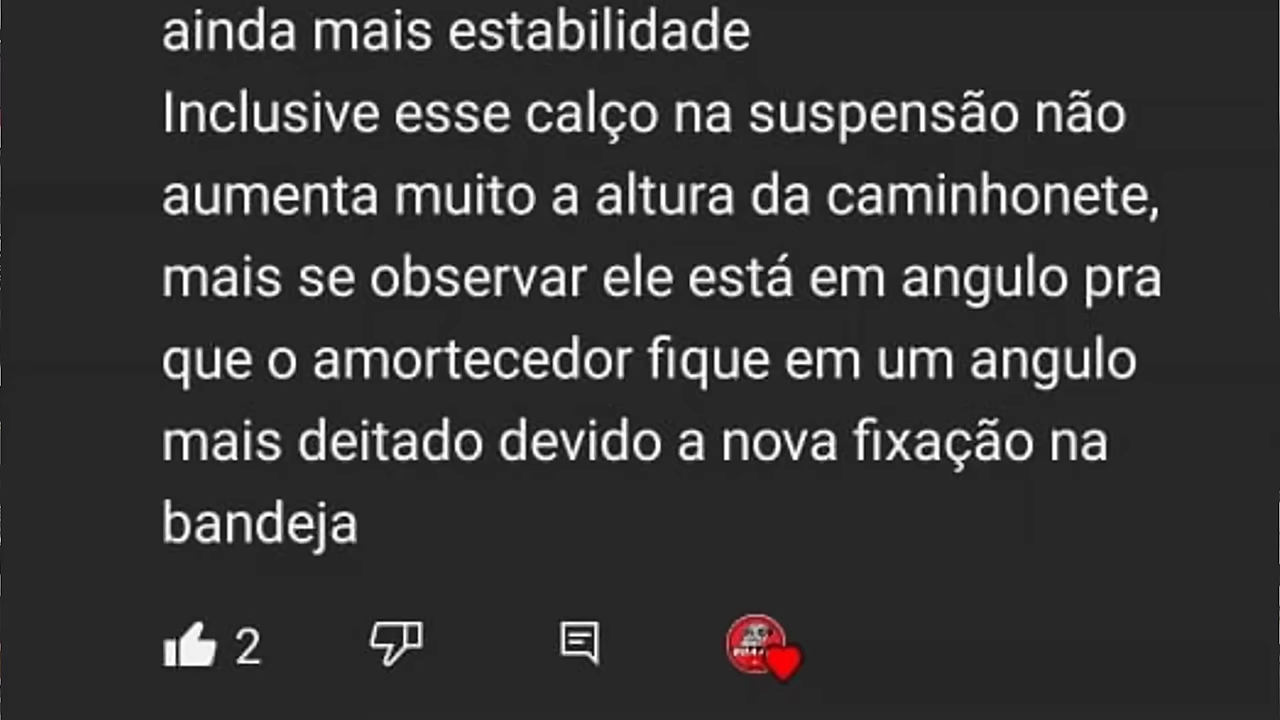 ainda mais estabilidade
Inclusive esse calço na suspensão não
aumenta muito a altura da caminhonete,
mais se observar ele está em angulo pra
que o amortecedor fique em um angulo
mais deitado devido a nova fixação na
bandeja
2